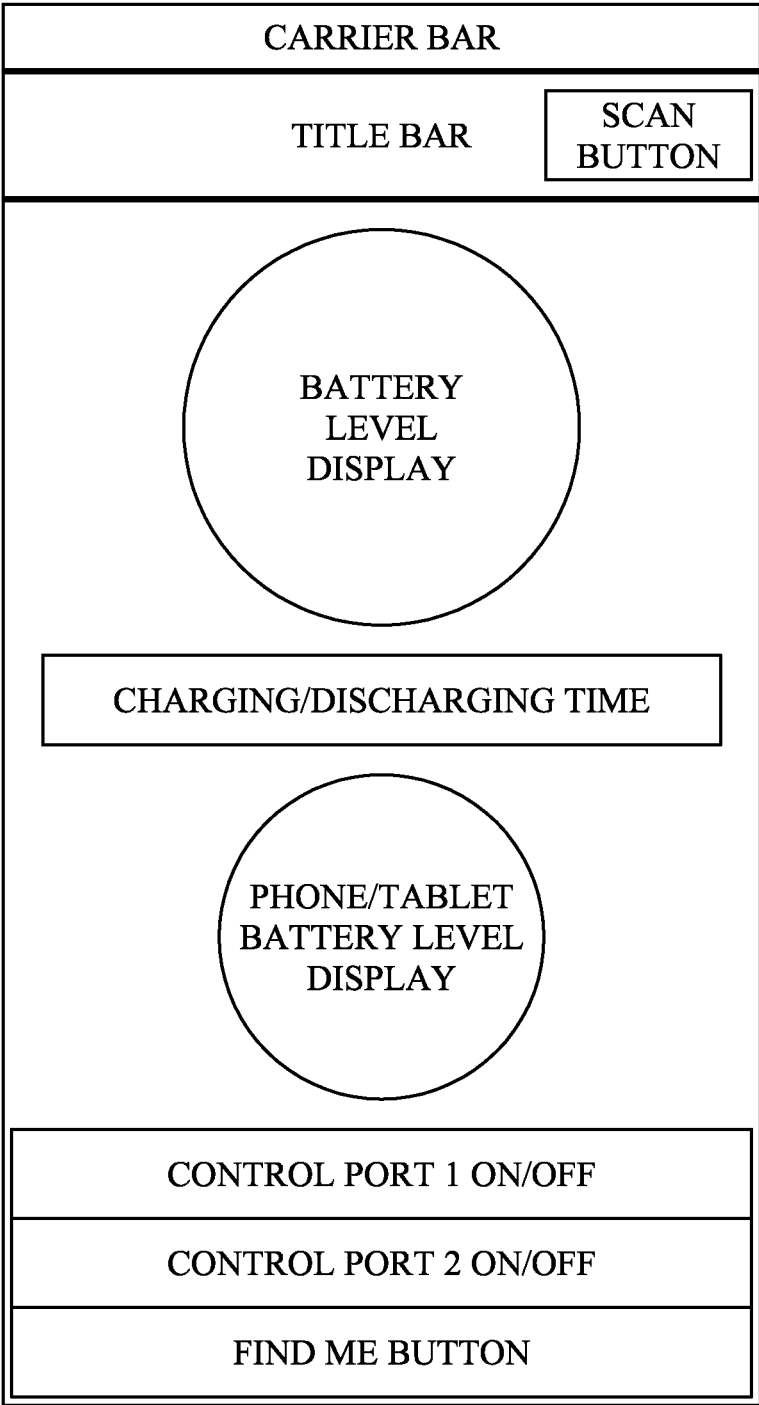 CARRIER BAR
TITLE BAR
SCAN
BUTTON
BATTERY
LEVEL
DISPLAY
CHARGING/DISCHARGING TIME
PHONE/TABLET
BATTERY LEVEL
DISPLAY
CONTROL PORT 1 ON/OFF
CONTROL PORT 2 ON/OFF
FIND ME BUTTON